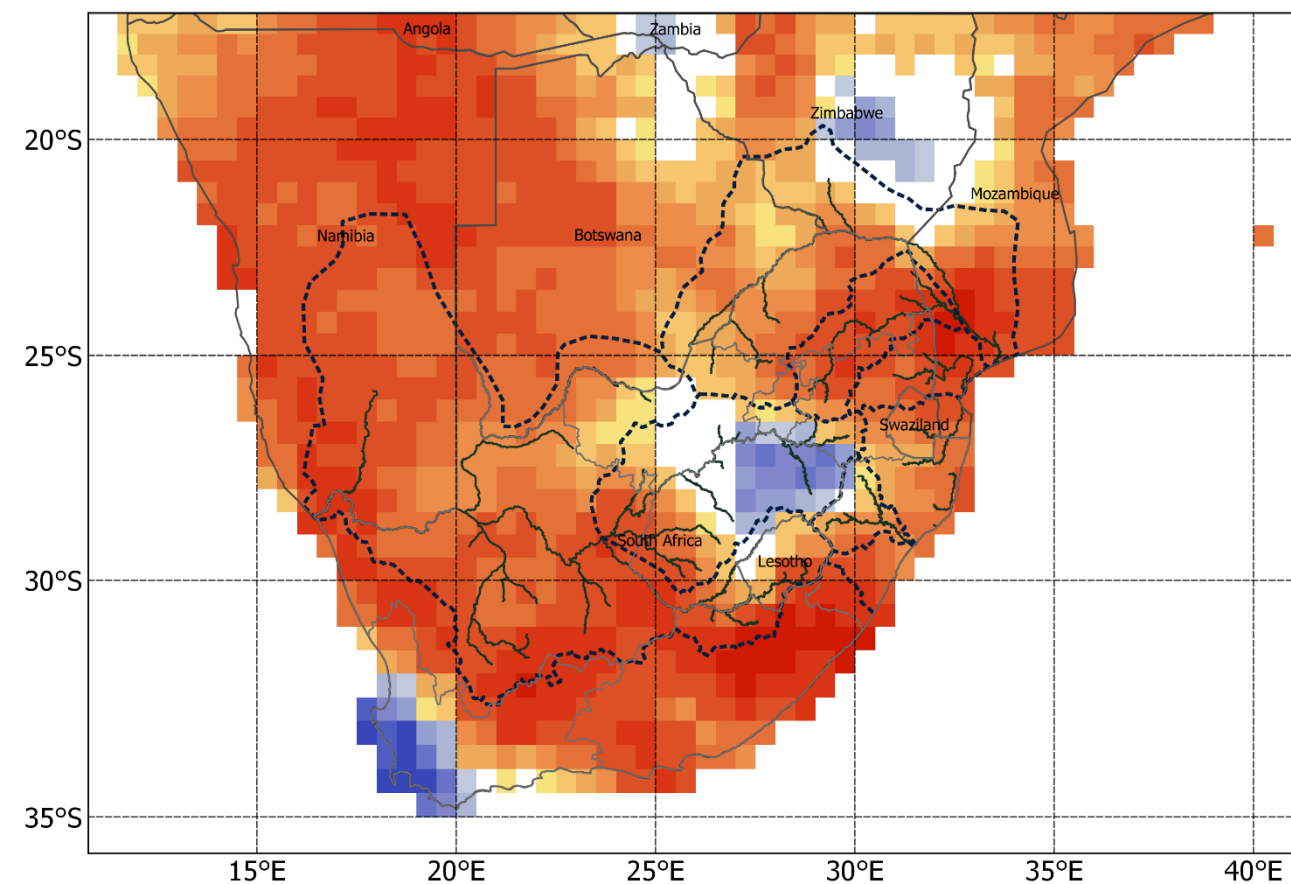 Angola
Zambia
Zimbabwe
20°S
Mozambique
Namibia
Botswana
25°S
Swaziland
South Africa
Lesotho
30°S
35°S
15°E
20°E
25°E
30°E
35°E
40°E